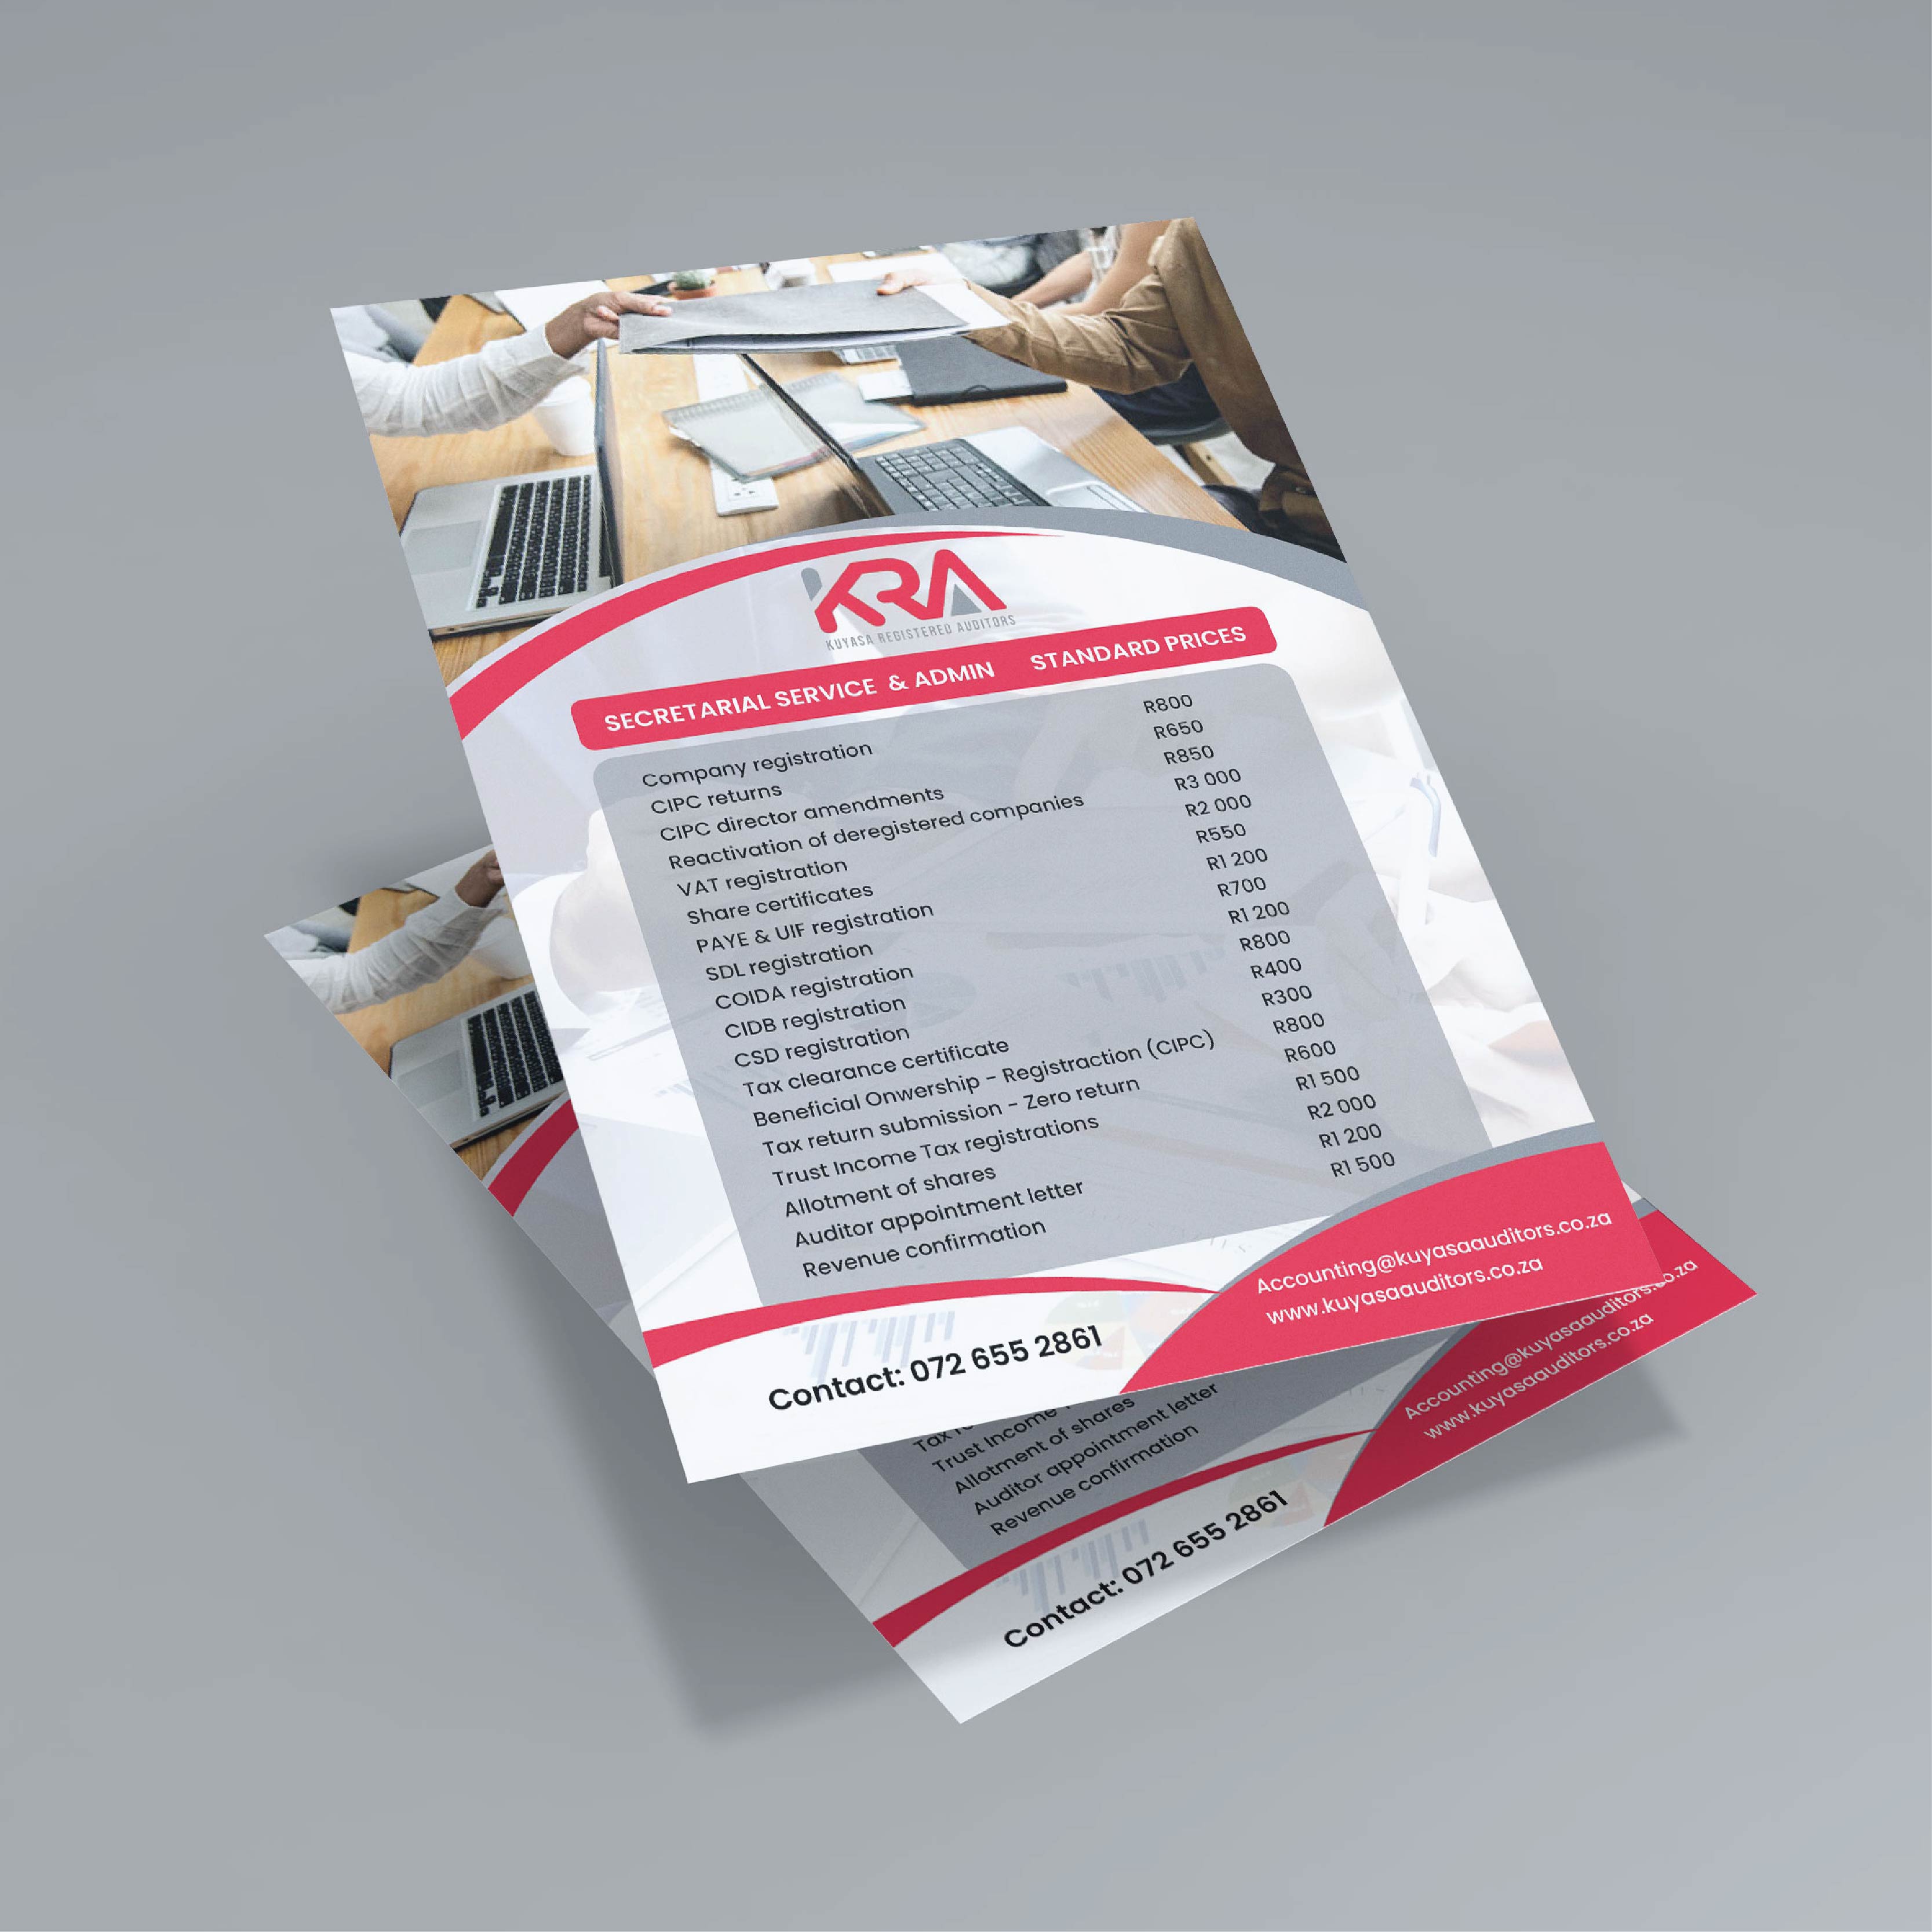 KRA
KUYASA REGISTERED AUDITORS
SECRETARIAL SERVICE & ADMIN STANDARD PRICES
Company registration R800
CIPC returns R650
CIPC director amendments R850
Reactivation of deregistered companies R3 000
VAT registration R2 000
Share certificates R550
PAYE & UIF registration R1 200
SDL registration R700
COIDA registration R1 200
CIDB registration R800
CSD registration R400
Tax clearance certificate R300
Beneficial Onwership - Registraction (CIPC) R800
Tax return submission - Zero return R600
Trust Income Tax registrations R1 500
Allotment of shares R2 000
Auditor appointment letter R1 200
Revenue confirmation R1 500
Accounting@kuyasaauditors.co.za
www.kuyasaauditors.co.za
Contact: 072 655 2861
Trust Income
Allotment of shares
Auditor appointment letter
Revenue confirmation
Accounting@kuyasaauditors.co.za
www.kuyasaauditors.co.za
Contact: 072 655 2861